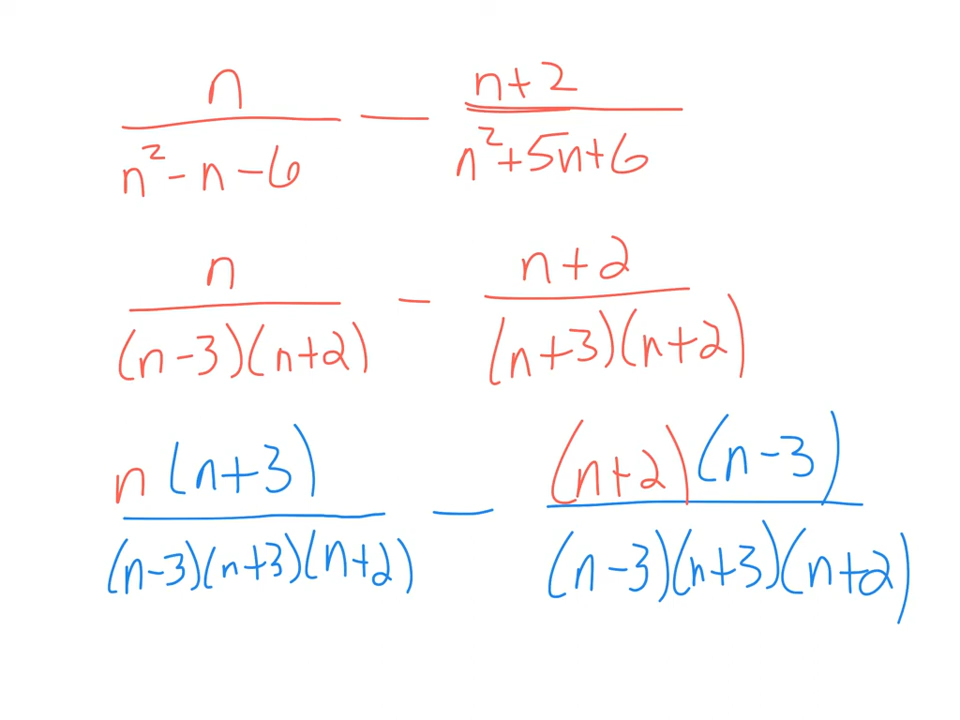 n / (n² - n - 6) — (n+2) / (n²+5n+6)
n / ((n-3)(n+2)) - (n+2) / ((n+3)(n+2))
n(n+3) / ((n-3)(n+3)(n+2)) — (n+2)(n-3) / ((n-3)(n+3)(n+2))